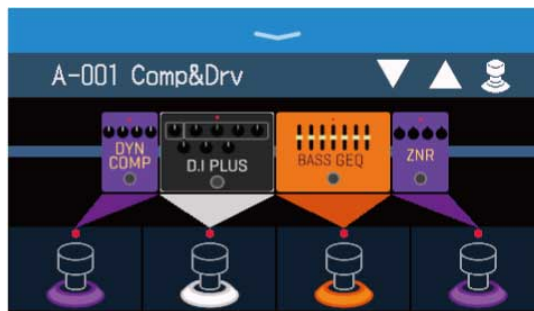 A-001 Comp&Drv
DYN
COMP
D.I PLUS
BASS GEQ
ZNR